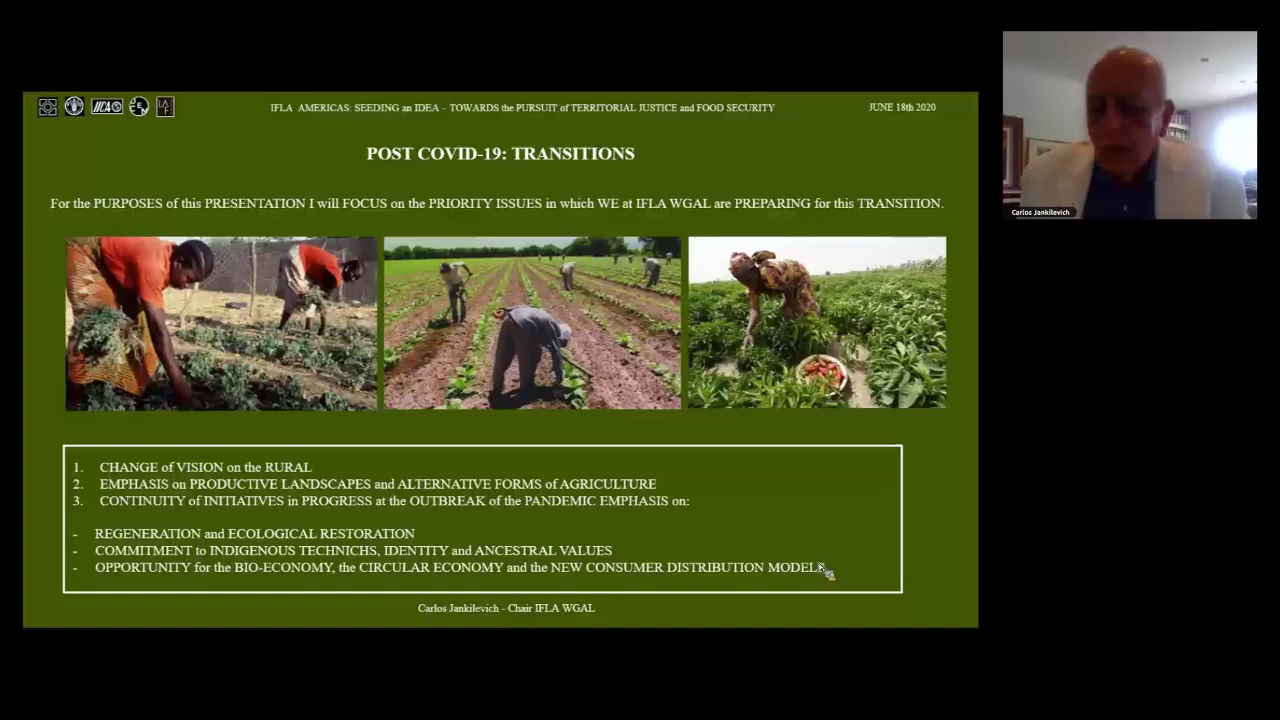 IICA
IFLA AMERICAS: SEEDING an IDEA - TOWARDS the PURSUIT of TERRITORIAL JUSTICE and FOOD SECURITY
JUNE 18th 2020
POST COVID-19: TRANSITIONS
For the PURPOSES of this PRESENTATION I will FOCUS on the PRIORITY ISSUES in which WE at IFLA WGAL are PREPARING for this TRANSITION.
1. CHANGE of VISION on the RURAL
2. EMPHASIS on PRODUCTIVE LANDSCAPES and ALTERNATIVE FORMS of AGRICULTURE
3. CONTINUITY of INITIATIVES in PROGRESS at the OUTBREAK of the PANDEMIC EMPHASIS on:
- REGENERATION and ECOLOGICAL RESTORATION
- COMMITMENT to INDIGENOUS TECHNICHS, IDENTITY and ANCESTRAL VALUES
- OPPORTUNITY for the BIO-ECONOMY, the CIRCULAR ECONOMY and the NEW CONSUMER DISTRIBUTION MODELS
Carlos Jankilevich - Chair IFLA WGAL
Carlos Jankilevich